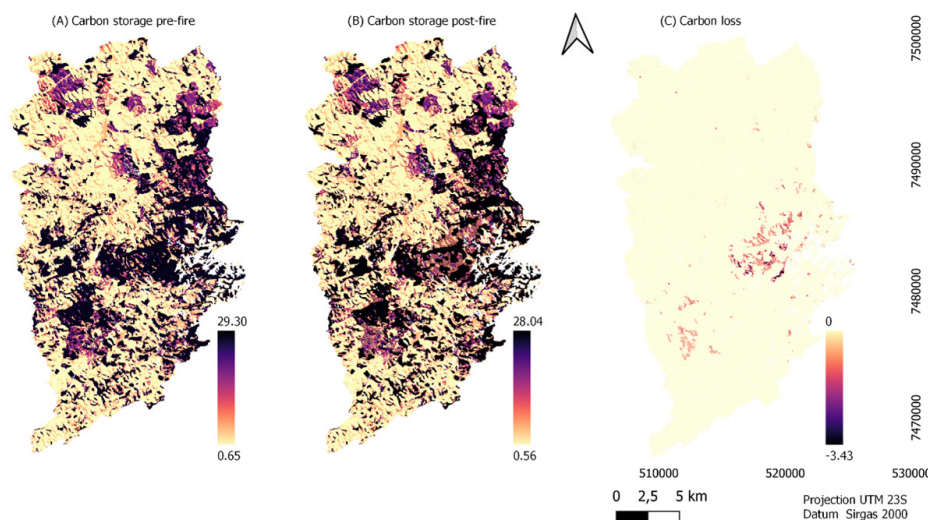 (A) Carbon storage pre-fire
(B) Carbon storage post-fire
(C) Carbon loss
7500000
7490000
7480000
7470000
29.30
0.65
28.04
0.56
0
-3.43
510000
520000
530000
0 2,5 5 km
Projection UTM 23S
Datum Sirgas 2000